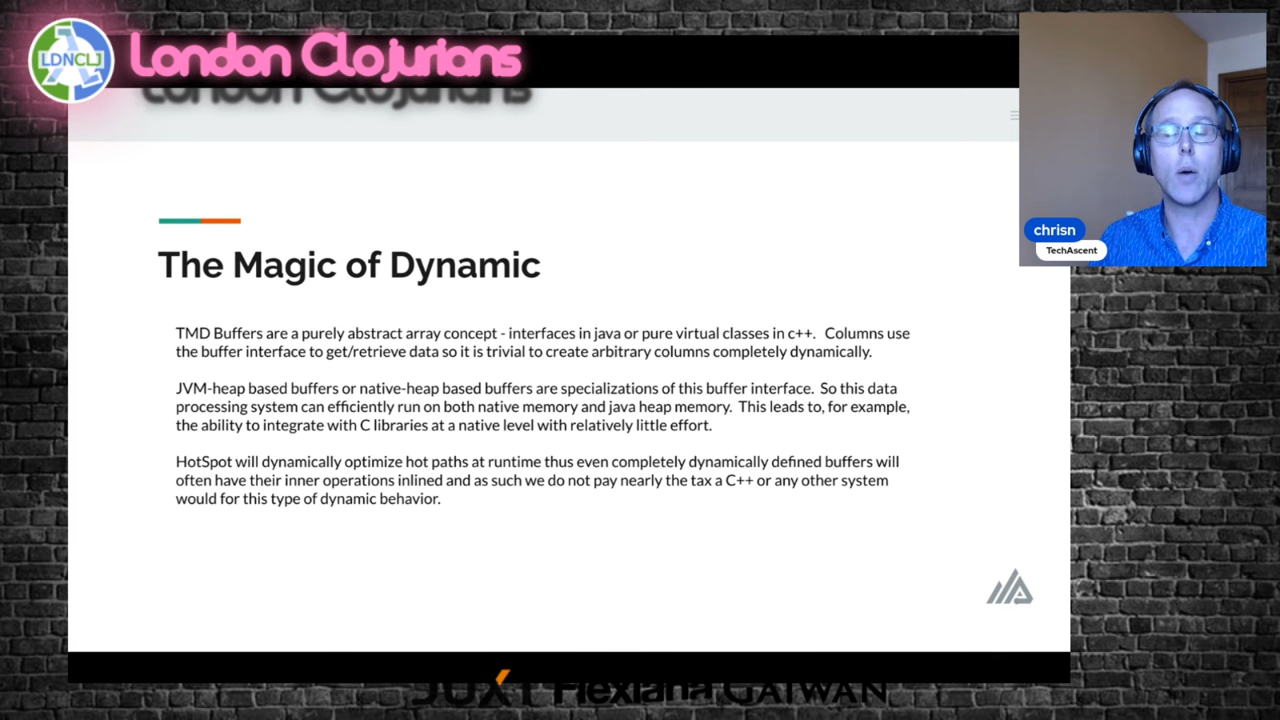 LDNCLJ
London Clojurians
The Magic of Dynamic
TMD Buffers are a purely abstract array concept - interfaces in java or pure virtual classes in c++. Columns use
the buffer interface to get/retrieve data so it is trivial to create arbitrary columns completely dynamically.
JVM-heap based buffers or native-heap based buffers are specializations of this buffer interface. So this data
processing system can efficiently run on both native memory and java heap memory. This leads to, for example,
the ability to integrate with C libraries at a native level with relatively little effort.
HotSpot will dynamically optimize hot paths at runtime thus even completely dynamically defined buffers will
often have their inner operations inlined and as such we do not pay nearly the tax a C++ or any other system
would for this type of dynamic behavior.
chrisn
TechAscent
JUXT Flexiana GAIWAN